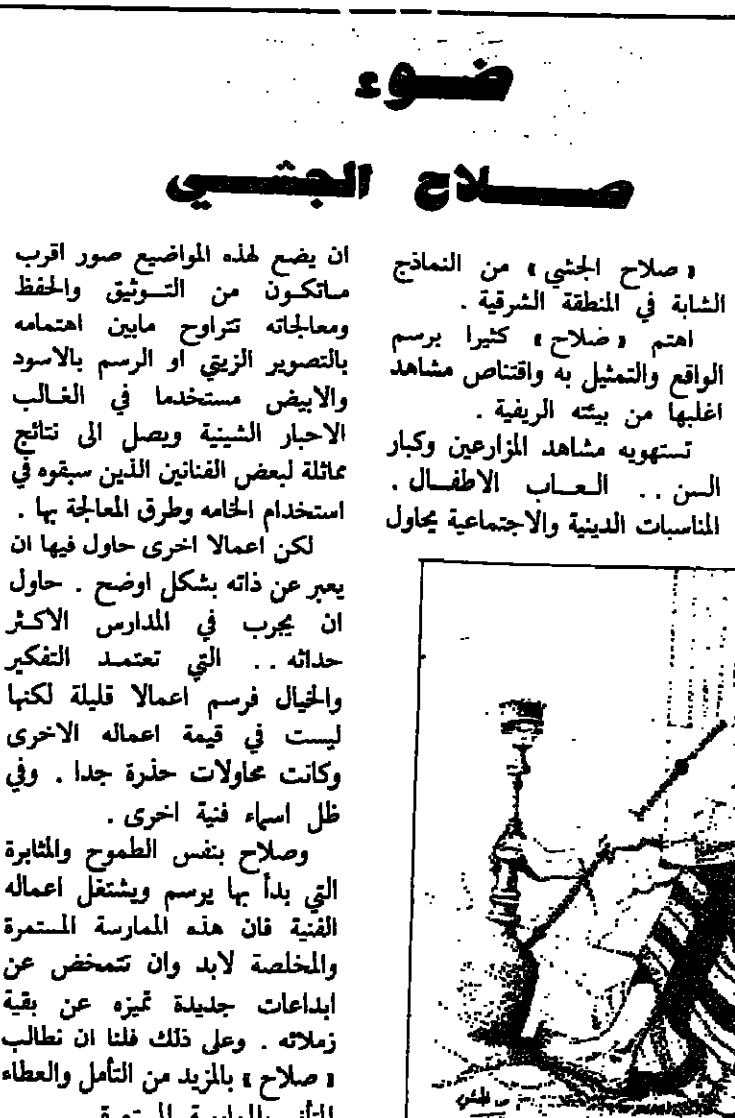 ضوء
صلاح الجشي
« صلاح الجشي » من النماذج
الشابة في المنطقة الشرقية .
اهتم « ضلاح » كثيرا برسم
الواقع والتمثيل به واقتناص مشاهد
اغلبها من بيئته الريفية .
تستهويه مشاهد المزارعين وكبار
السن .. العاب الاطفال .
المناسبات الدينية والاجتماعية يحاول
ان يضع لهذه المواضيع صور اقرب
ماتكون من التوثيق والحفظ
ومعالجاته تتراوح مابين اهتمامه
بالتصوير الزيتي او الرسم بالاسود
والابيض مستخدما في الغالب
الاحبار الشينية ويصل الى نتائج
مماثلة لبعض الفنانين الذين سبقوه في
استخدام الخامه وطرق المعالجة بها .
لكن اعمالا اخرى حاول فيها ان
يعبر عن ذاته بشكل اوضح . حاول
ان يجرب في المدارس الاكثر
حداثه .. التي تعتمد التفكير
والخيال فرسم اعمالا قليلة لكنها
ليست في قيمة اعماله الاخرى
وكانت محاولات حذرة جدا . وفي
ظل اسماء فنية اخرى .
وصلاح بنفس الطموح والمثابرة
التي بدأ بها يرسم ويشتغل اعماله
الفنية فان هذه الممارسة المستمرة
والمخلصة لابد وان تتمخض عن
ابداعات جديدة تميزه عن بقية
زملائه . وعلى ذلك فلنا ان نطالب
« صلاح » بالمزيد من التأمل والعطاء
ص الجشي